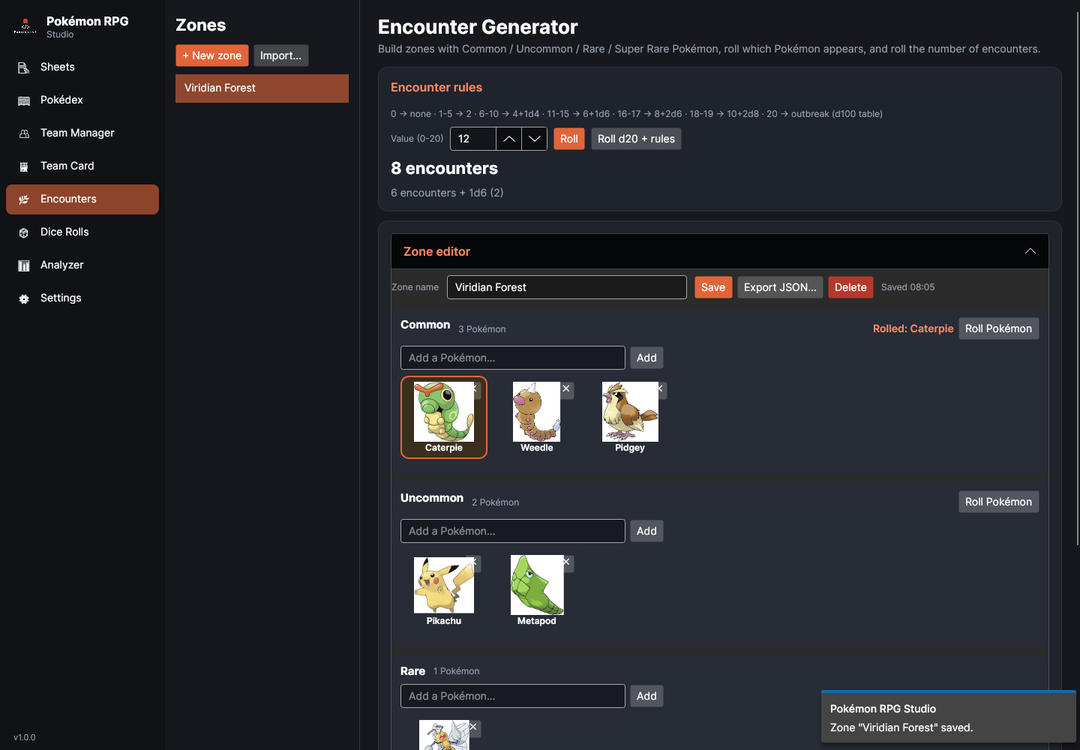 Pokémon RPG
Studio
Sheets
Pokédex
Team Manager
Team Card
Encounters
Dice Rolls
Analyzer
Settings
v1.0.0
Zones
+ New zone
Import...
Viridian Forest
Encounter Generator
Build zones with Common / Uncommon / Rare / Super Rare Pokémon, roll which Pokémon appears, and roll the number of encounters.
Encounter rules
0 → none · 1-5 → 2 · 6-10 → 4+1d4 · 11-15 → 6+1d6 · 16-17 → 8+2d6 · 18-19 → 10+2d8 · 20 → outbreak (d100 table)
Value (0-20) 12 Roll Roll d20 + rules
8 encounters
6 encounters + 1d6 (2)
Zone editor
Zone name Viridian Forest Save Export JSON... Delete Saved 08:05
Common 3 Pokémon Rolled: Caterpie Roll Pokémon
Add a Pokémon... Add
Caterpie Weedle Pidgey
Uncommon 2 Pokémon Roll Pokémon
Add a Pokémon... Add
Pikachu Metapod
Rare 1 Pokémon
Add a Pokémon... Add
Pokémon RPG Studio
Zone "Viridian Forest" saved.